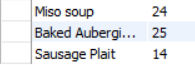 Miso soup 24
Baked Aubergi... 25
Sausage Plait 14